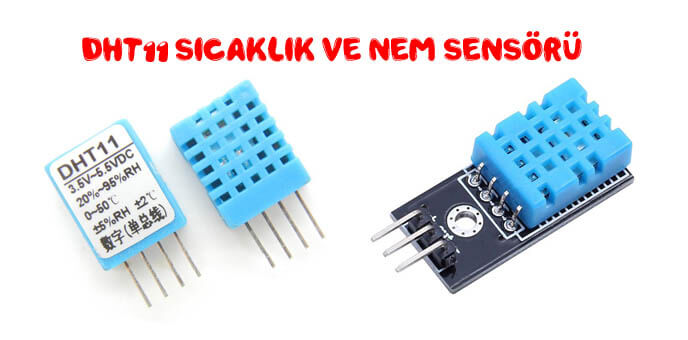 DHT11 SICAKLIK VE NEM SENSÖRÜ
DHT11
3.5V~5.5VDC
20%~95%RH
0~50℃
±5%RH ±2℃
数字(单总线)